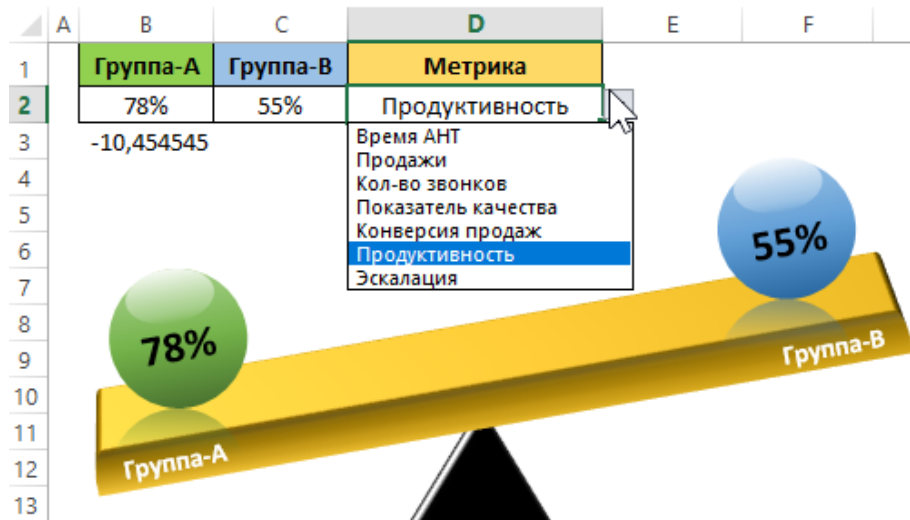 A B C D E F
1 Группа-А Группа-В Метрика
2 78% 55% Продуктивность
3 -10,454545
Время АНТ
Продажи
4
Кол-во звонков
5
Показатель качества
Конверсия продаж
6
Продуктивность
55%
7
Эскалация
8
78%
9
Группа-В
10
11
12
Группа-А
13